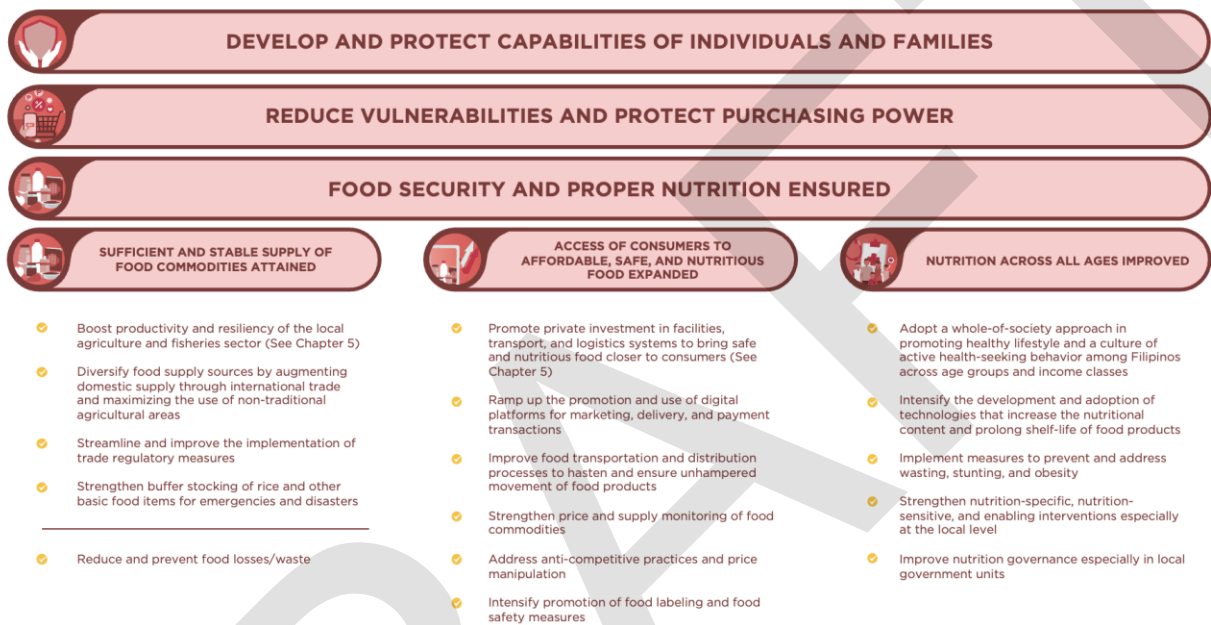 DEVELOP AND PROTECT CAPABILITIES OF INDIVIDUALS AND FAMILIES
REDUCE VULNERABILITIES AND PROTECT PURCHASING POWER
FOOD SECURITY AND PROPER NUTRITION ENSURED
SUFFICIENT AND STABLE SUPPLY OF
FOOD COMMODITIES ATTAINED
Boost productivity and resiliency of the local
agriculture and fisheries sector (See Chapter 5)
Diversify food supply sources by augmenting
domestic supply through international trade
and maximizing the use of non-traditional
agricultural areas
Streamline and improve the implementation of
trade regulatory measures
Strengthen buffer stocking of rice and other
basic food items for emergencies and disasters
Reduce and prevent food losses/waste
ACCESS OF CONSUMERS TO
AFFORDABLE, SAFE, AND NUTRITIOUS
FOOD EXPANDED
Promote private investment in facilities,
transport, and logistics systems to bring safe
and nutritious food closer to consumers (See
Chapter 5)
Ramp up the promotion and use of digital
platforms for marketing, delivery, and payment
transactions
Improve food transportation and distribution
processes to hasten and ensure unhampered
movement of food products
Strengthen price and supply monitoring of food
commodities
Address anti-competitive practices and price
manipulation
Intensify promotion of food labeling and food
safety measures
NUTRITION ACROSS ALL AGES IMPROVED
Adopt a whole-of-society approach in
promoting healthy lifestyle and a culture of
active health-seeking behavior among Filipinos
across age groups and income classes
Intensify the development and adoption of
technologies that increase the nutritional
content and prolong shelf-life of food products
Implement measures to prevent and address
wasting, stunting, and obesity
Strengthen nutrition-specific, nutrition-
sensitive, and enabling interventions especially
at the local level
Improve nutrition governance especially in local
government units